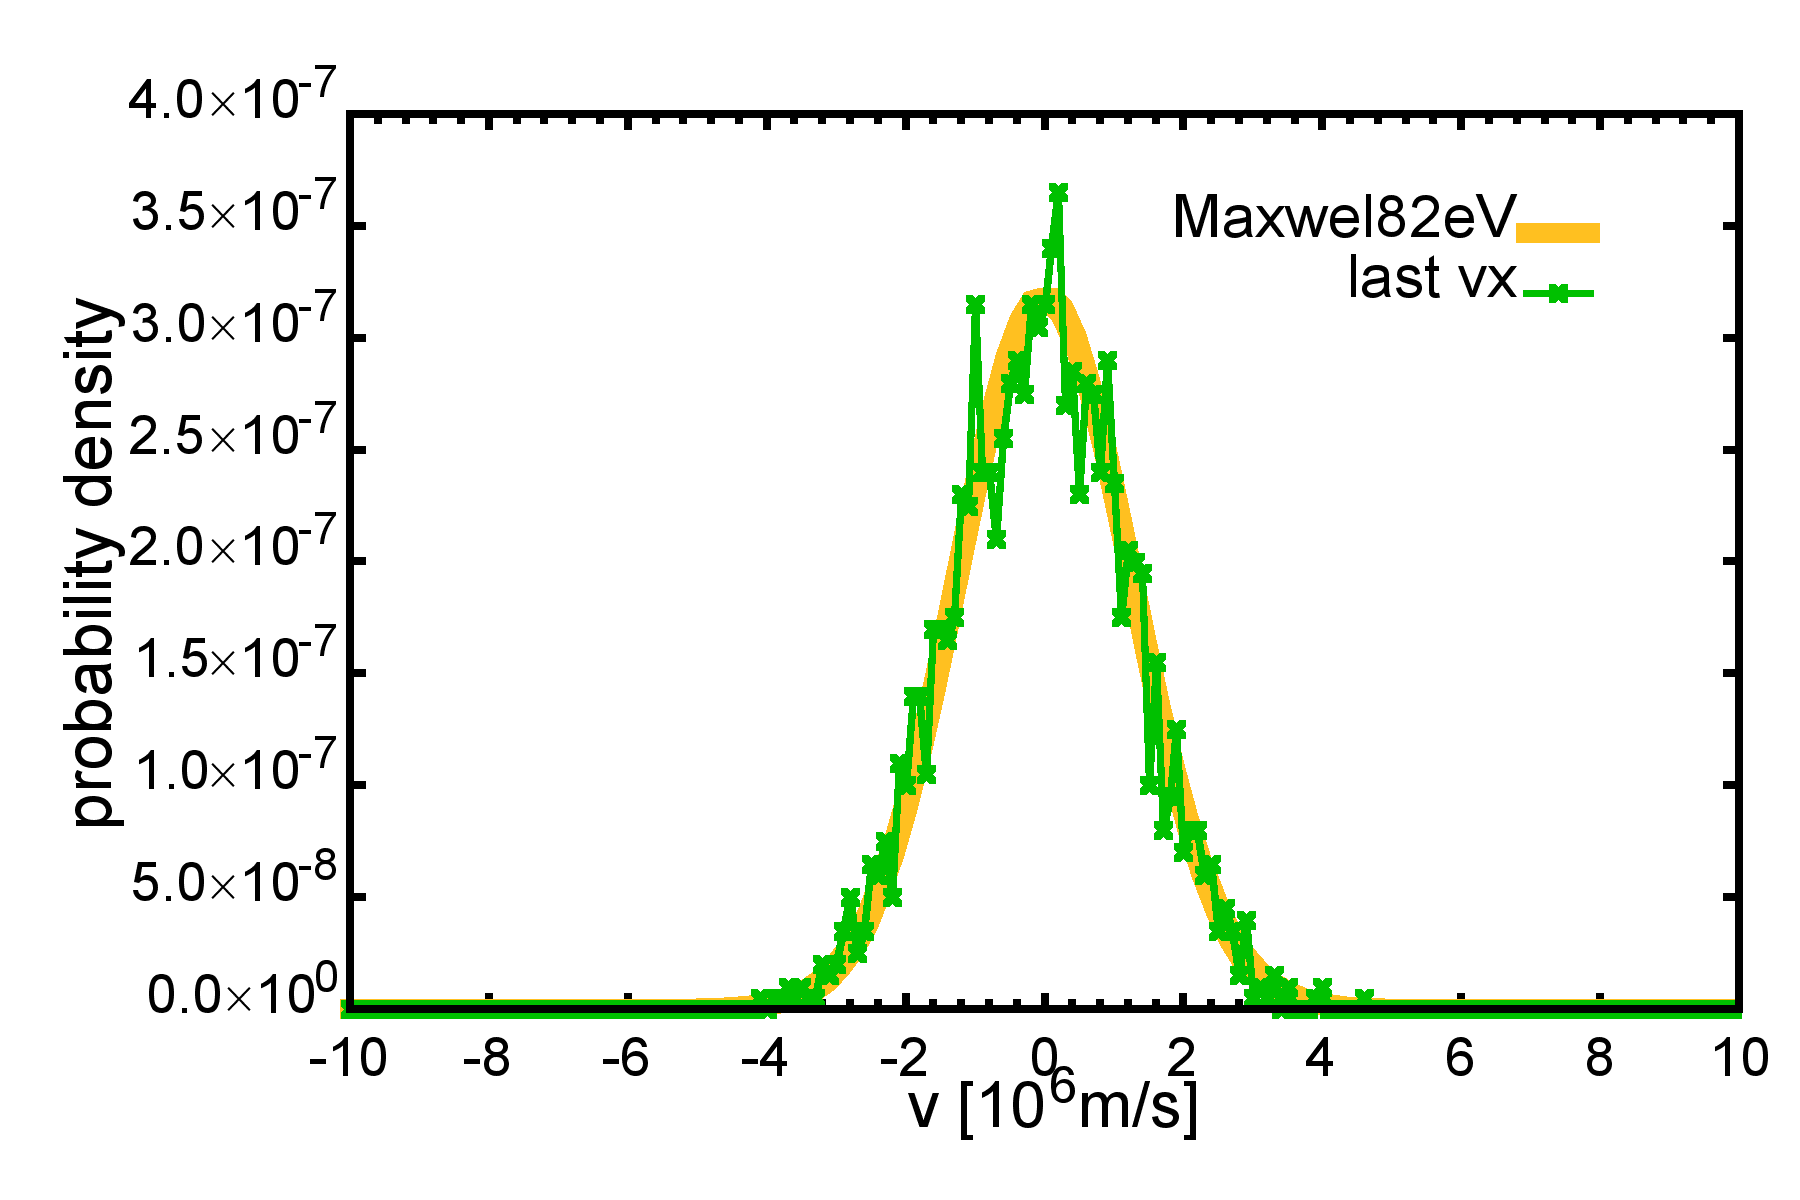 4.0×10^-7
3.5×10^-7
3.0×10^-7
2.5×10^-7
2.0×10^-7
1.5×10^-7
1.0×10^-7
5.0×10^-8
0.0×10^0
probability density
Maxwel82eV
last vx
-10 -8 -6 -4 -2 0 2 4 6 8 10
v [10^6m/s]